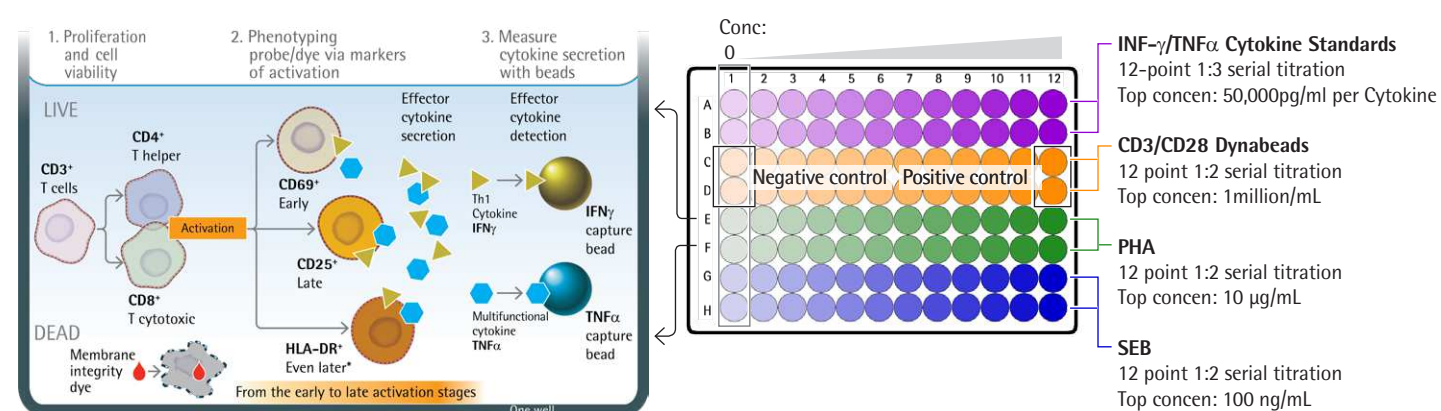 1. Proliferation
and cell
viability
2. Phenotyping
probe/dye via markers
of activation
3. Measure
cytokine secretion
with beads
LIVE
CD3⁺
T cells
CD4⁺
T helper
CD8⁺
T cytotoxic
Activation
CD69⁺
Early
CD25⁺
Late
HLA-DR⁺
Even later*
Effector
cytokine
secretion
Effector
cytokine
detection
Th1
Cytokine
IFNγ
IFNγ
capture
bead
Multifunctional
cytokine
TNFα
TNFα
capture
bead
DEAD
Membrane
integrity
dye
From the early to late activation stages
One well
Conc:
0
1 2 3 4 5 6 7 8 9 10 11 12
A
B
C
D
E
F
G
H
Negative control
Positive control
INF-γ/TNFα Cytokine Standards
12-point 1:3 serial titration
Top concen: 50,000pg/ml per Cytokine
CD3/CD28 Dynabeads
12 point 1:2 serial titration
Top concen: 1million/mL
PHA
12 point 1:2 serial titration
Top concen: 10 µg/mL
SEB
12 point 1:2 serial titration
Top concen: 100 ng/mL